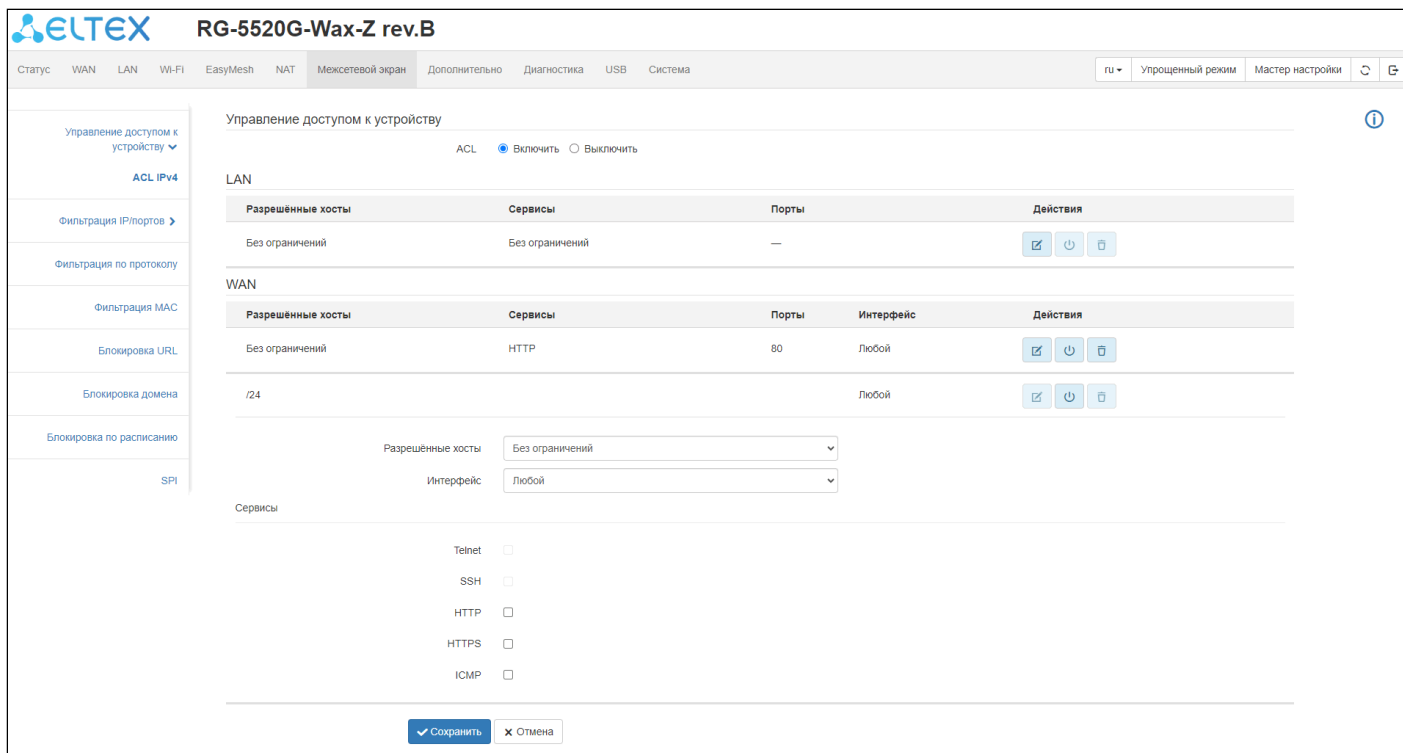 ELTEX RG-5520G-Wax-Z rev.B
Статус WAN LAN Wi-Fi EasyMesh NAT Межсетевой экран Дополнительно Диагностика USB Система ru Упрощенный режим Мастер настройки
Управление доступом к
устройству
ACL IPv4
Фильтрация IP/портов
Фильтрация по протоколу
Фильтрация MAC
Блокировка URL
Блокировка домена
Блокировка по расписанию
SPI
Управление доступом к устройству
ACL Включить Выключить
LAN
Разрешённые хосты Сервисы Порты Действия
Без ограничений Без ограничений —
WAN
Разрешённые хосты Сервисы Порты Интерфейс Действия
Без ограничений HTTP 80 Любой
/24 Любой
Разрешённые хосты Без ограничений
Интерфейс Любой
Сервисы
Telnet
SSH
HTTP
HTTPS
ICMP
Сохранить Отмена